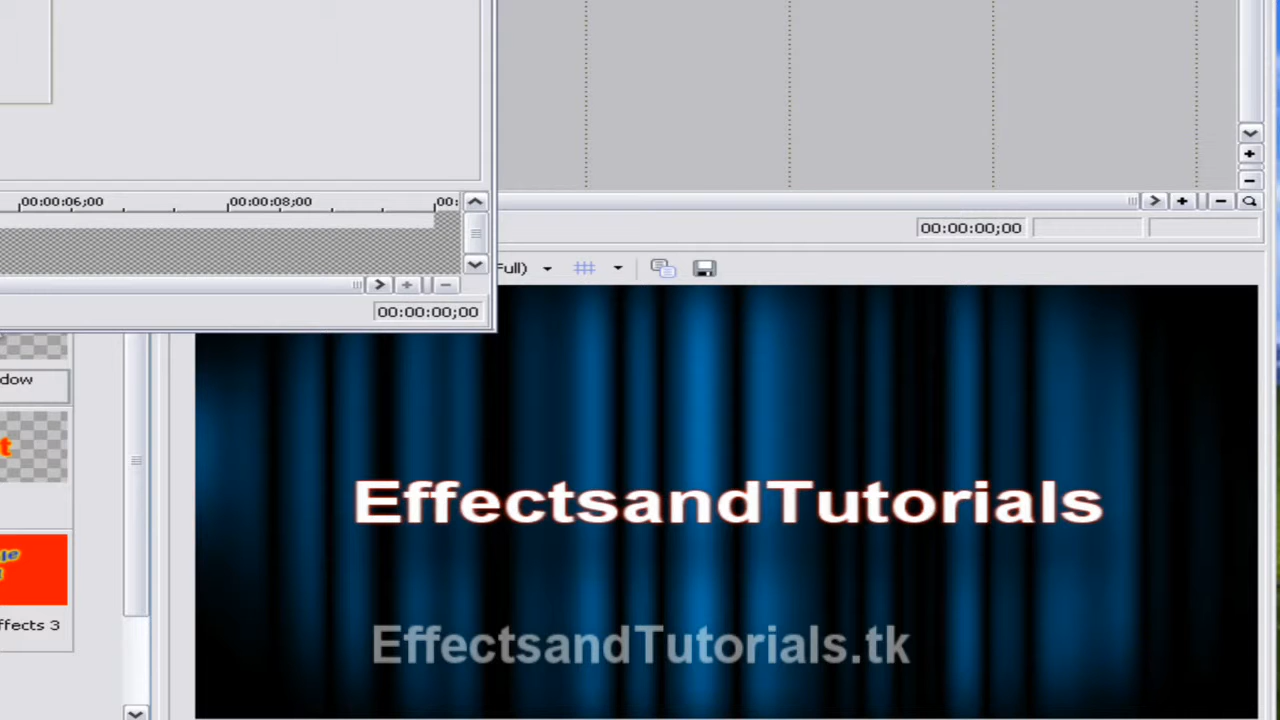 00:00:06;00
00:00:08;00
00:
00:00:00;00
Full)
00:00:00;00
dow
t
ffects 3
EffectsandTutorials
EffectsandTutorials.tk